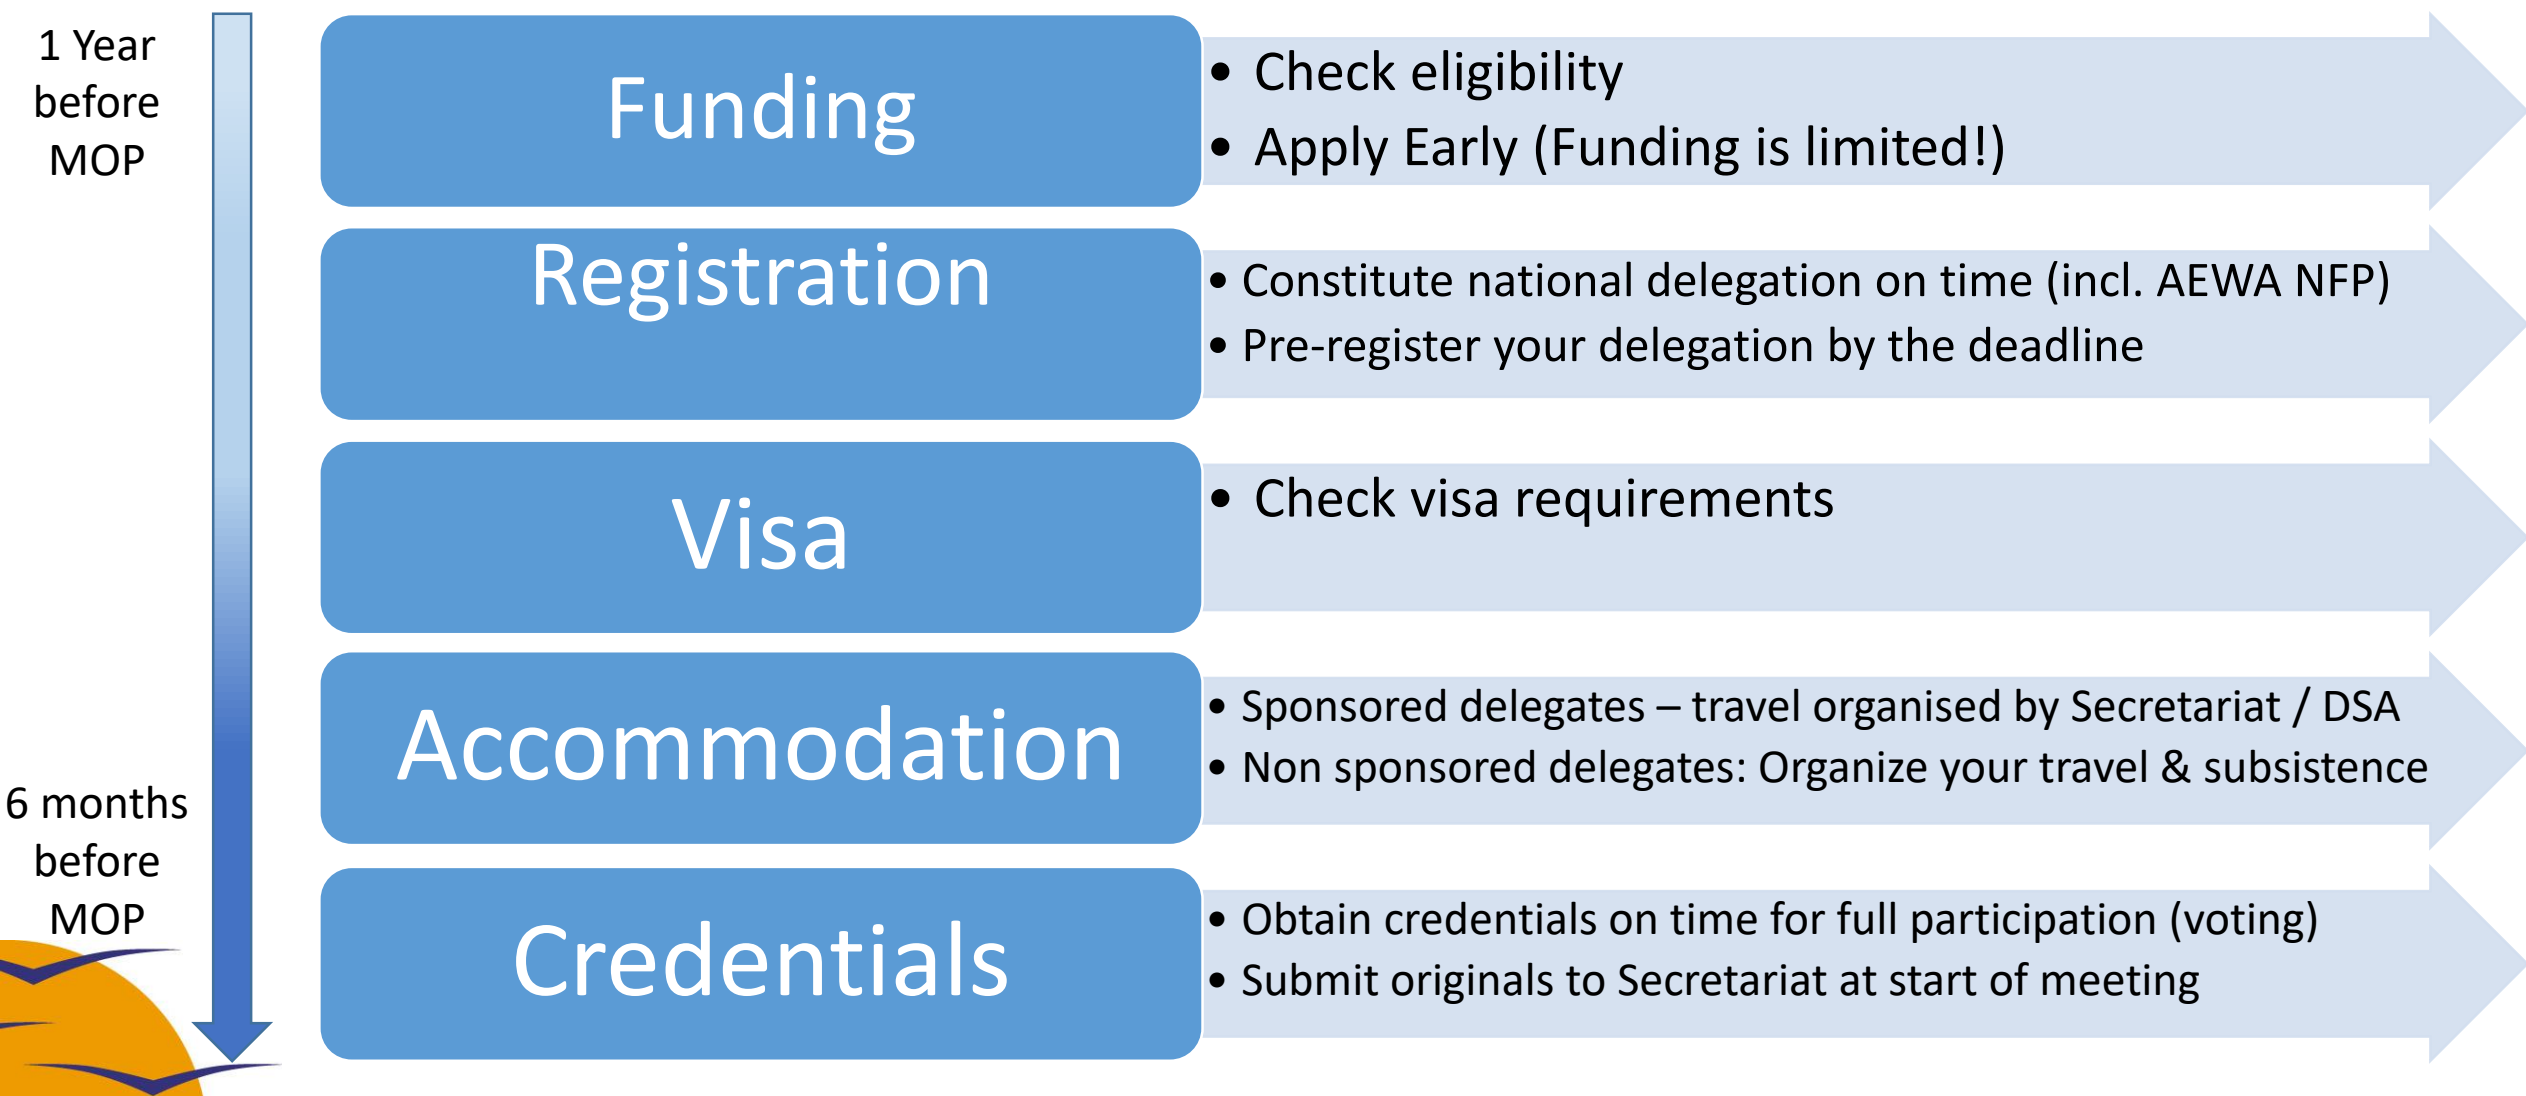 1 Year
before
MOP
6 months
before
MOP
Funding
• Check eligibility
• Apply Early (Funding is limited!)
Registration
• Constitute national delegation on time (incl. AEWA NFP)
• Pre-register your delegation by the deadline
Visa
• Check visa requirements
Accommodation
• Sponsored delegates – travel organised by Secretariat / DSA
• Non sponsored delegates: Organize your travel & subsistence
Credentials
• Obtain credentials on time for full participation (voting)
• Submit originals to Secretariat at start of meeting